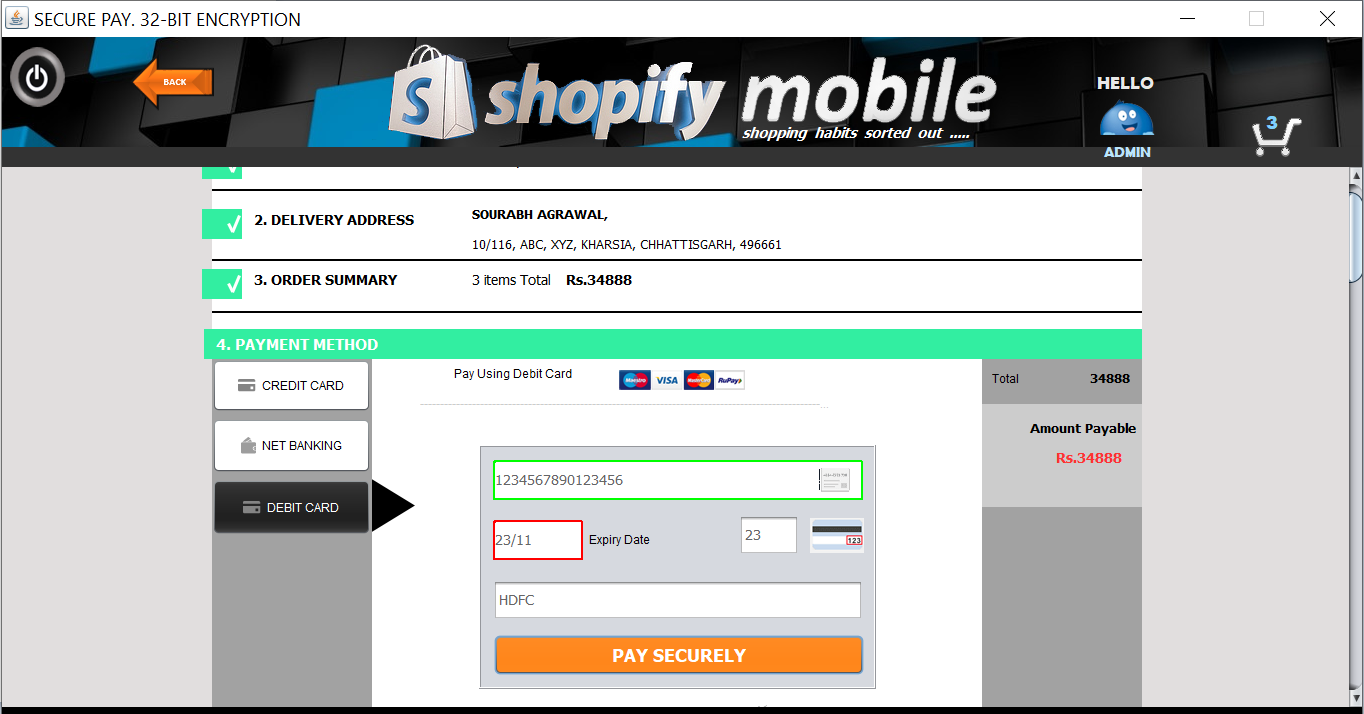 SECURE PAY. 32-BIT ENCRYPTION
BACK
S shopify mobile
shopping habits sorted out .....
HELLO
ADMIN
3
2. DELIVERY ADDRESS
SOURABH AGRAWAL,
10/116, ABC, XYZ, KHARSIA, CHHATTISGARH, 496661
3. ORDER SUMMARY
3 items Total Rs.34888
4. PAYMENT METHOD
CREDIT CARD
NET BANKING
DEBIT CARD
Pay Using Debit Card
Maestro VISA MasterCard RuPay
Total 34888
Amount Payable
Rs.34888
1234567890123456
23/11 Expiry Date 23 123
HDFC
PAY SECURELY